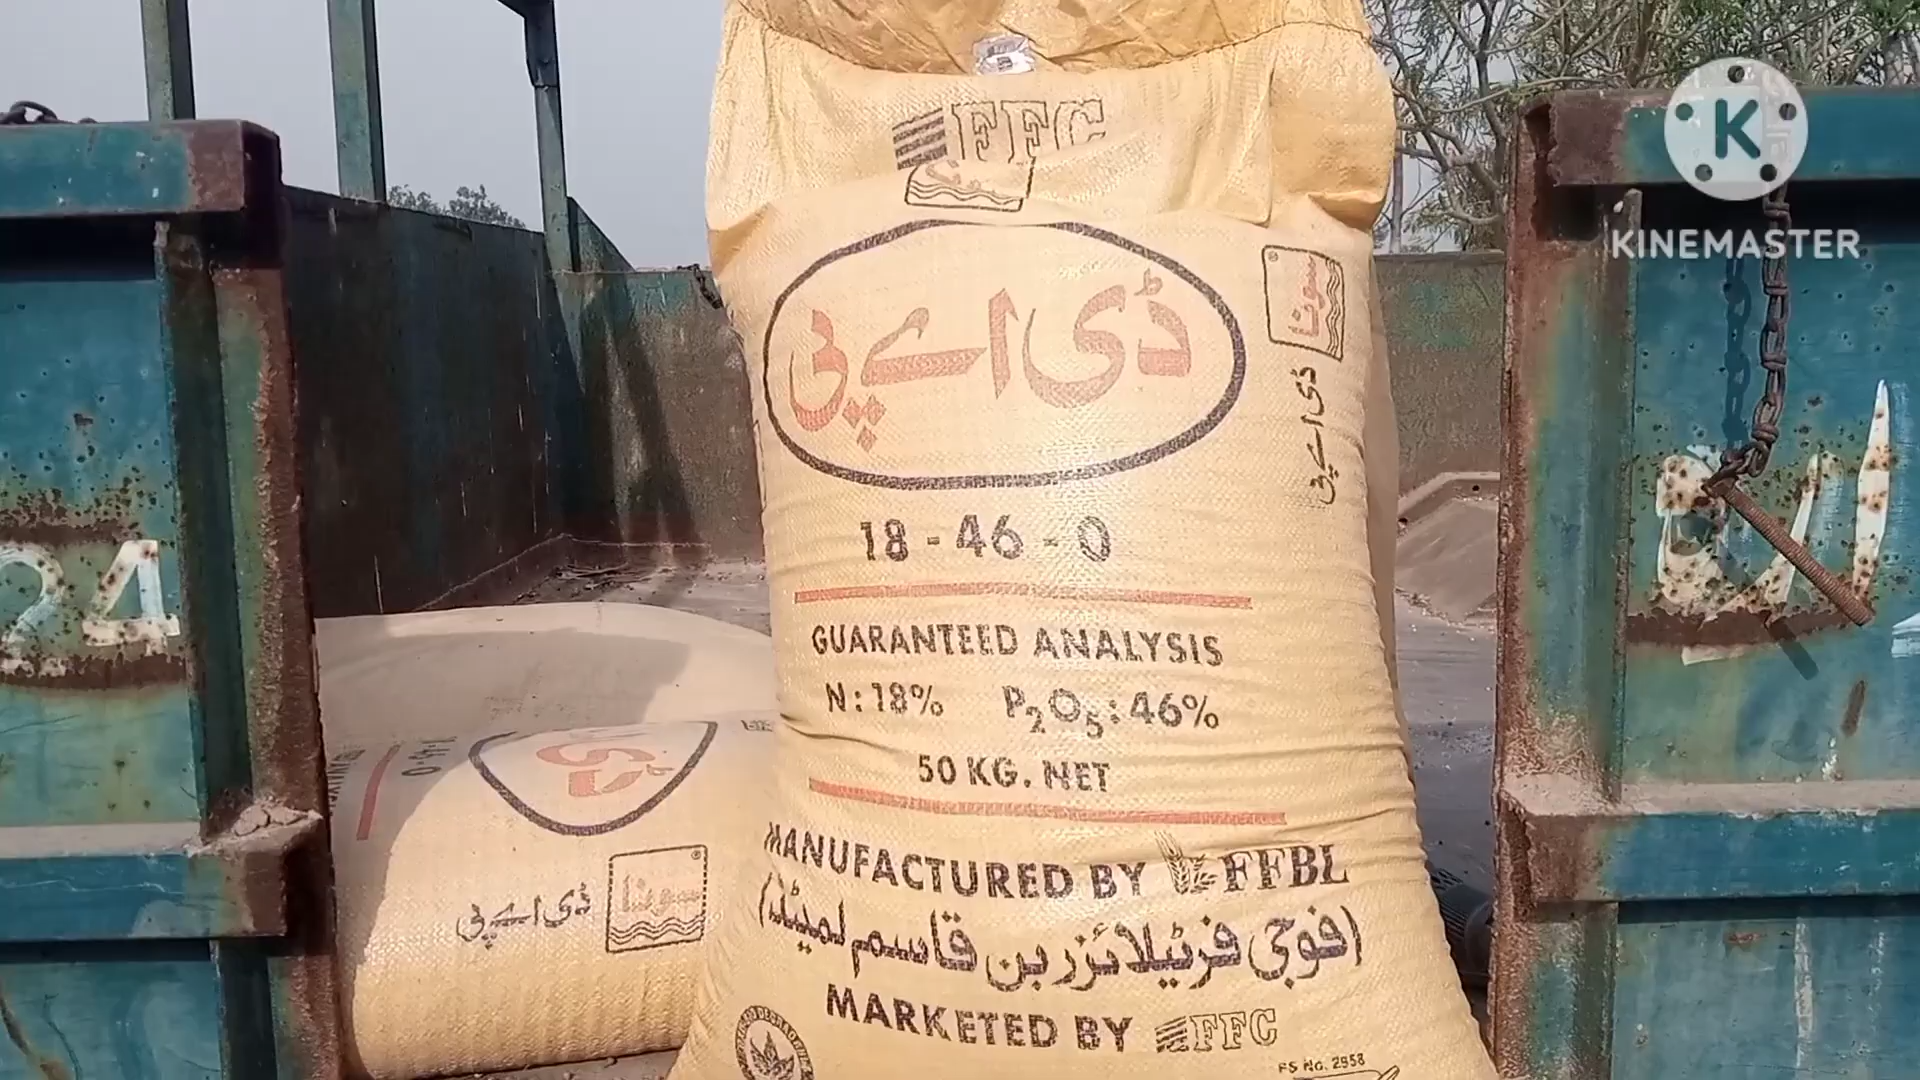 FFC
سونا
ڈی اے پی
سونا
ڈی اے پی
18 - 46 - 0
GUARANTEED ANALYSIS
N : 18% P2O5 : 46%
50 KG. NET
MANUFACTURED BY FFBL
(فوجی فرٹیلائزر بن قاسم لمیٹڈ)
MARKETED BY FFC
FS No. 2958
ڈی
سونا
ڈی اے پی
24
K
KINEMASTER